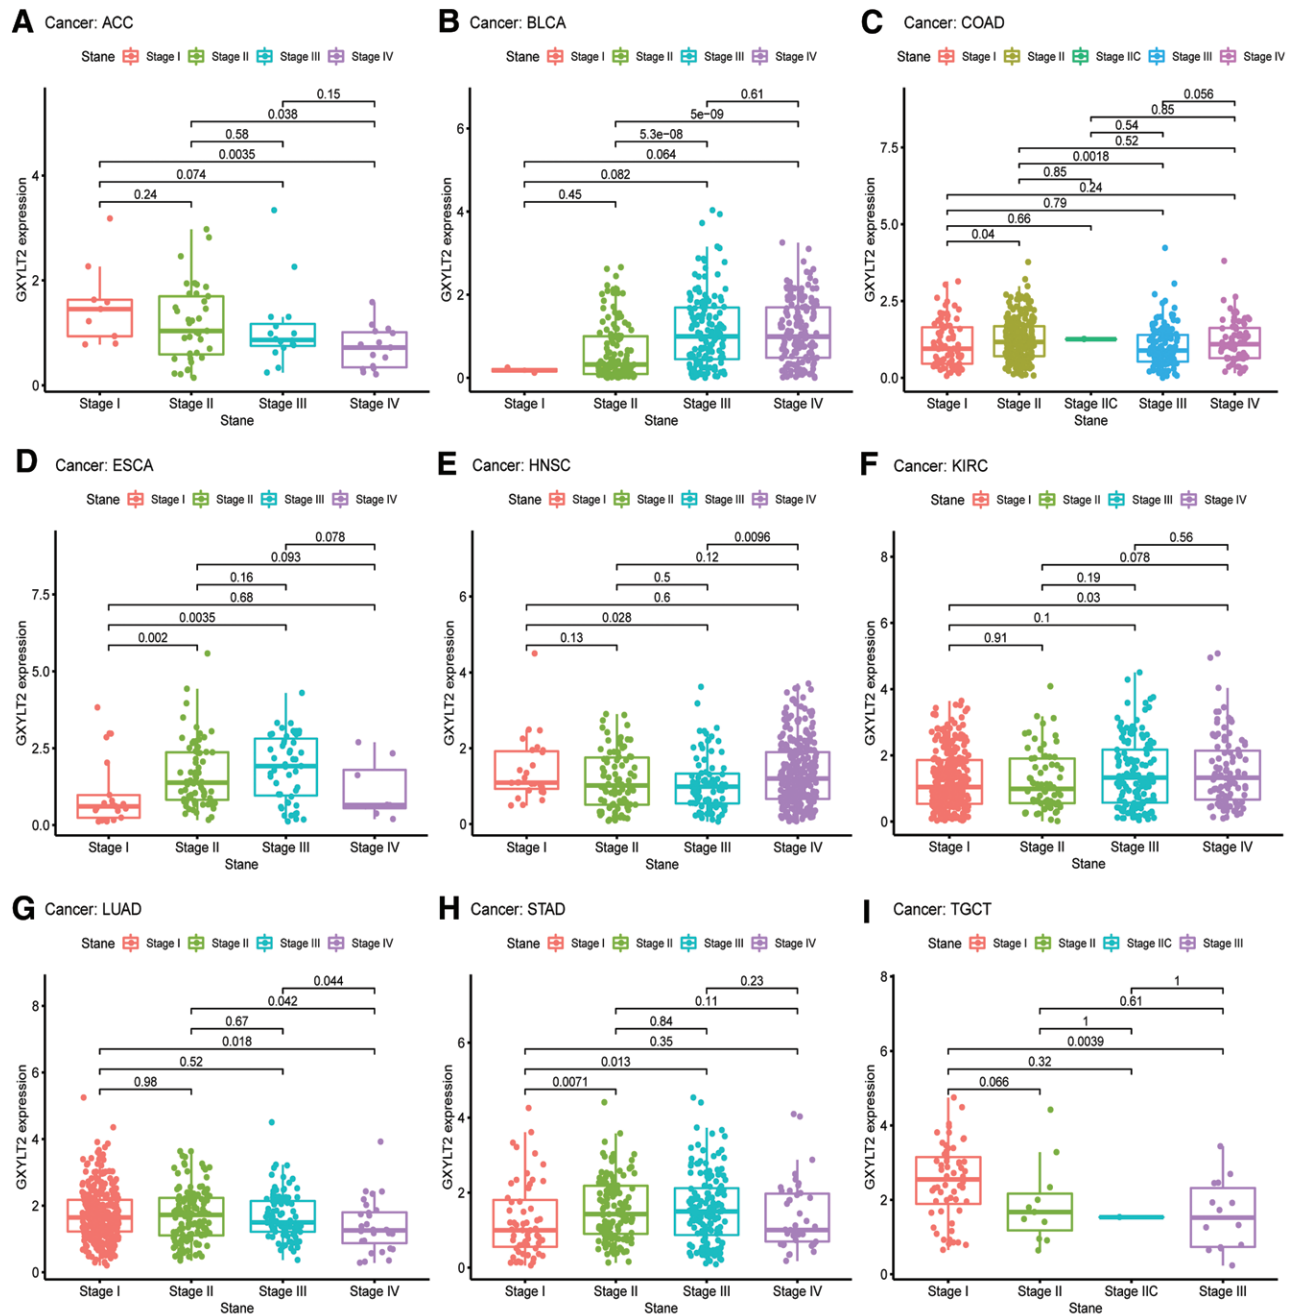 A Cancer: ACC
Stane Stage I Stage II Stage III Stage IV
GXYLT2 expression
4
2
0
0.15
0.038
0.58
0.0035
0.074
0.24
Stage I Stage II Stage III Stage IV
Stane
B Cancer: BLCA
Stane Stage I Stage II Stage III Stage IV
GXYLT2 expression
6
4
2
0
0.61
5e−09
5.3e−08
0.064
0.082
0.45
Stage I Stage II Stage III Stage IV
Stane
C Cancer: COAD
Stane Stage I Stage II Stage IIC Stage III Stage IV
GXYLT2 expression
7.5
5.0
2.5
0.0
0.056
0.85
0.54
0.52
0.0018
0.85
0.24
0.79
0.66
0.04
Stage I Stage II Stage IIC Stage III Stage IV
Stane
D Cancer: ESCA
Stane Stage I Stage II Stage III Stage IV
GXYLT2 expression
7.5
5.0
2.5
0.0
0.078
0.093
0.16
0.68
0.0035
0.002
Stage I Stage II Stage III Stage IV
Stane
E Cancer: HNSC
Stane Stage I Stage II Stage III Stage IV
GXYLT2 expression
6
4
2
0
0.0096
0.12
0.5
0.6
0.028
0.13
Stage I Stage II Stage III Stage IV
Stane
F Cancer: KIRC
Stane Stage I Stage II Stage III Stage IV
GXYLT2 expression
8
6
4
2
0
0.56
0.078
0.19
0.03
0.1
0.91
Stage I Stage II Stage III Stage IV
Stane
G Cancer: LUAD
Stane Stage I Stage II Stage III Stage IV
GXYLT2 expression
8
6
4
2
0
0.044
0.042
0.67
0.018
0.52
0.98
Stage I Stage II Stage III Stage IV
Stane
H Cancer: STAD
Stane Stage I Stage II Stage III Stage IV
GXYLT2 expression
6
4
2
0
0.23
0.11
0.84
0.35
0.013
0.0071
Stage I Stage II Stage III Stage IV
Stane
I Cancer: TGCT
Stane Stage I Stage II Stage IIC Stage III
GXYLT2 expression
8
6
4
2
0
1
0.61
1
0.0039
0.32
0.066
Stage I Stage II Stage IIC Stage III
Stane